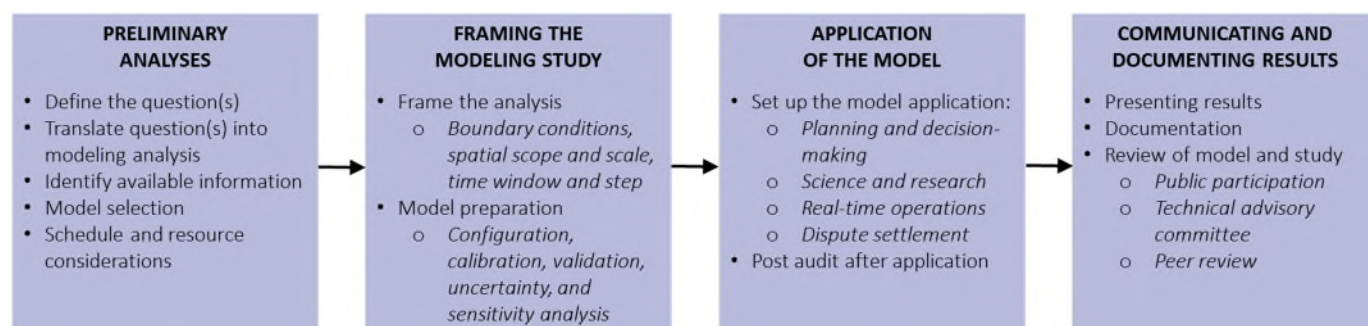 PRELIMINARY
ANALYSES
• Define the question(s)
• Translate question(s) into
modeling analysis
• Identify available information
• Model selection
• Schedule and resource
considerations
FRAMING THE
MODELING STUDY
• Frame the analysis
o Boundary conditions,
spatial scope and scale,
time window and step
• Model preparation
o Configuration,
calibration, validation,
uncertainty, and
sensitivity analysis
APPLICATION
OF THE MODEL
• Set up the model application:
o Planning and decision-
making
o Science and research
o Real-time operations
o Dispute settlement
• Post audit after application
COMMUNICATING AND
DOCUMENTING RESULTS
• Presenting results
• Documentation
• Review of model and study
o Public participation
o Technical advisory
committee
o Peer review